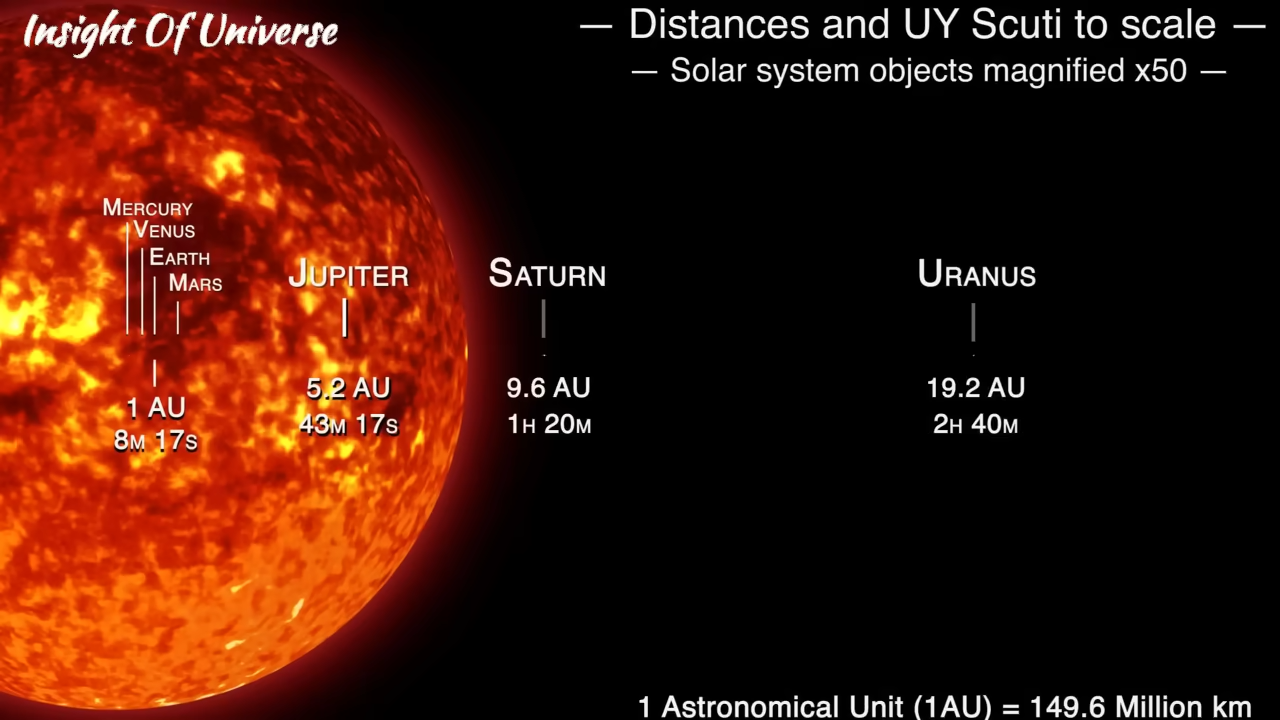 Insight Of Universe
— Distances and UY Scuti to scale —
— Solar system objects magnified x50 —
Mercury
Venus
Earth
Mars
Jupiter
Saturn
Uranus
1 AU
8m 17s
5.2 AU
43m 17s
9.6 AU
1h 20m
19.2 AU
2h 40m
1 Astronomical Unit (1AU) = 149.6 Million km